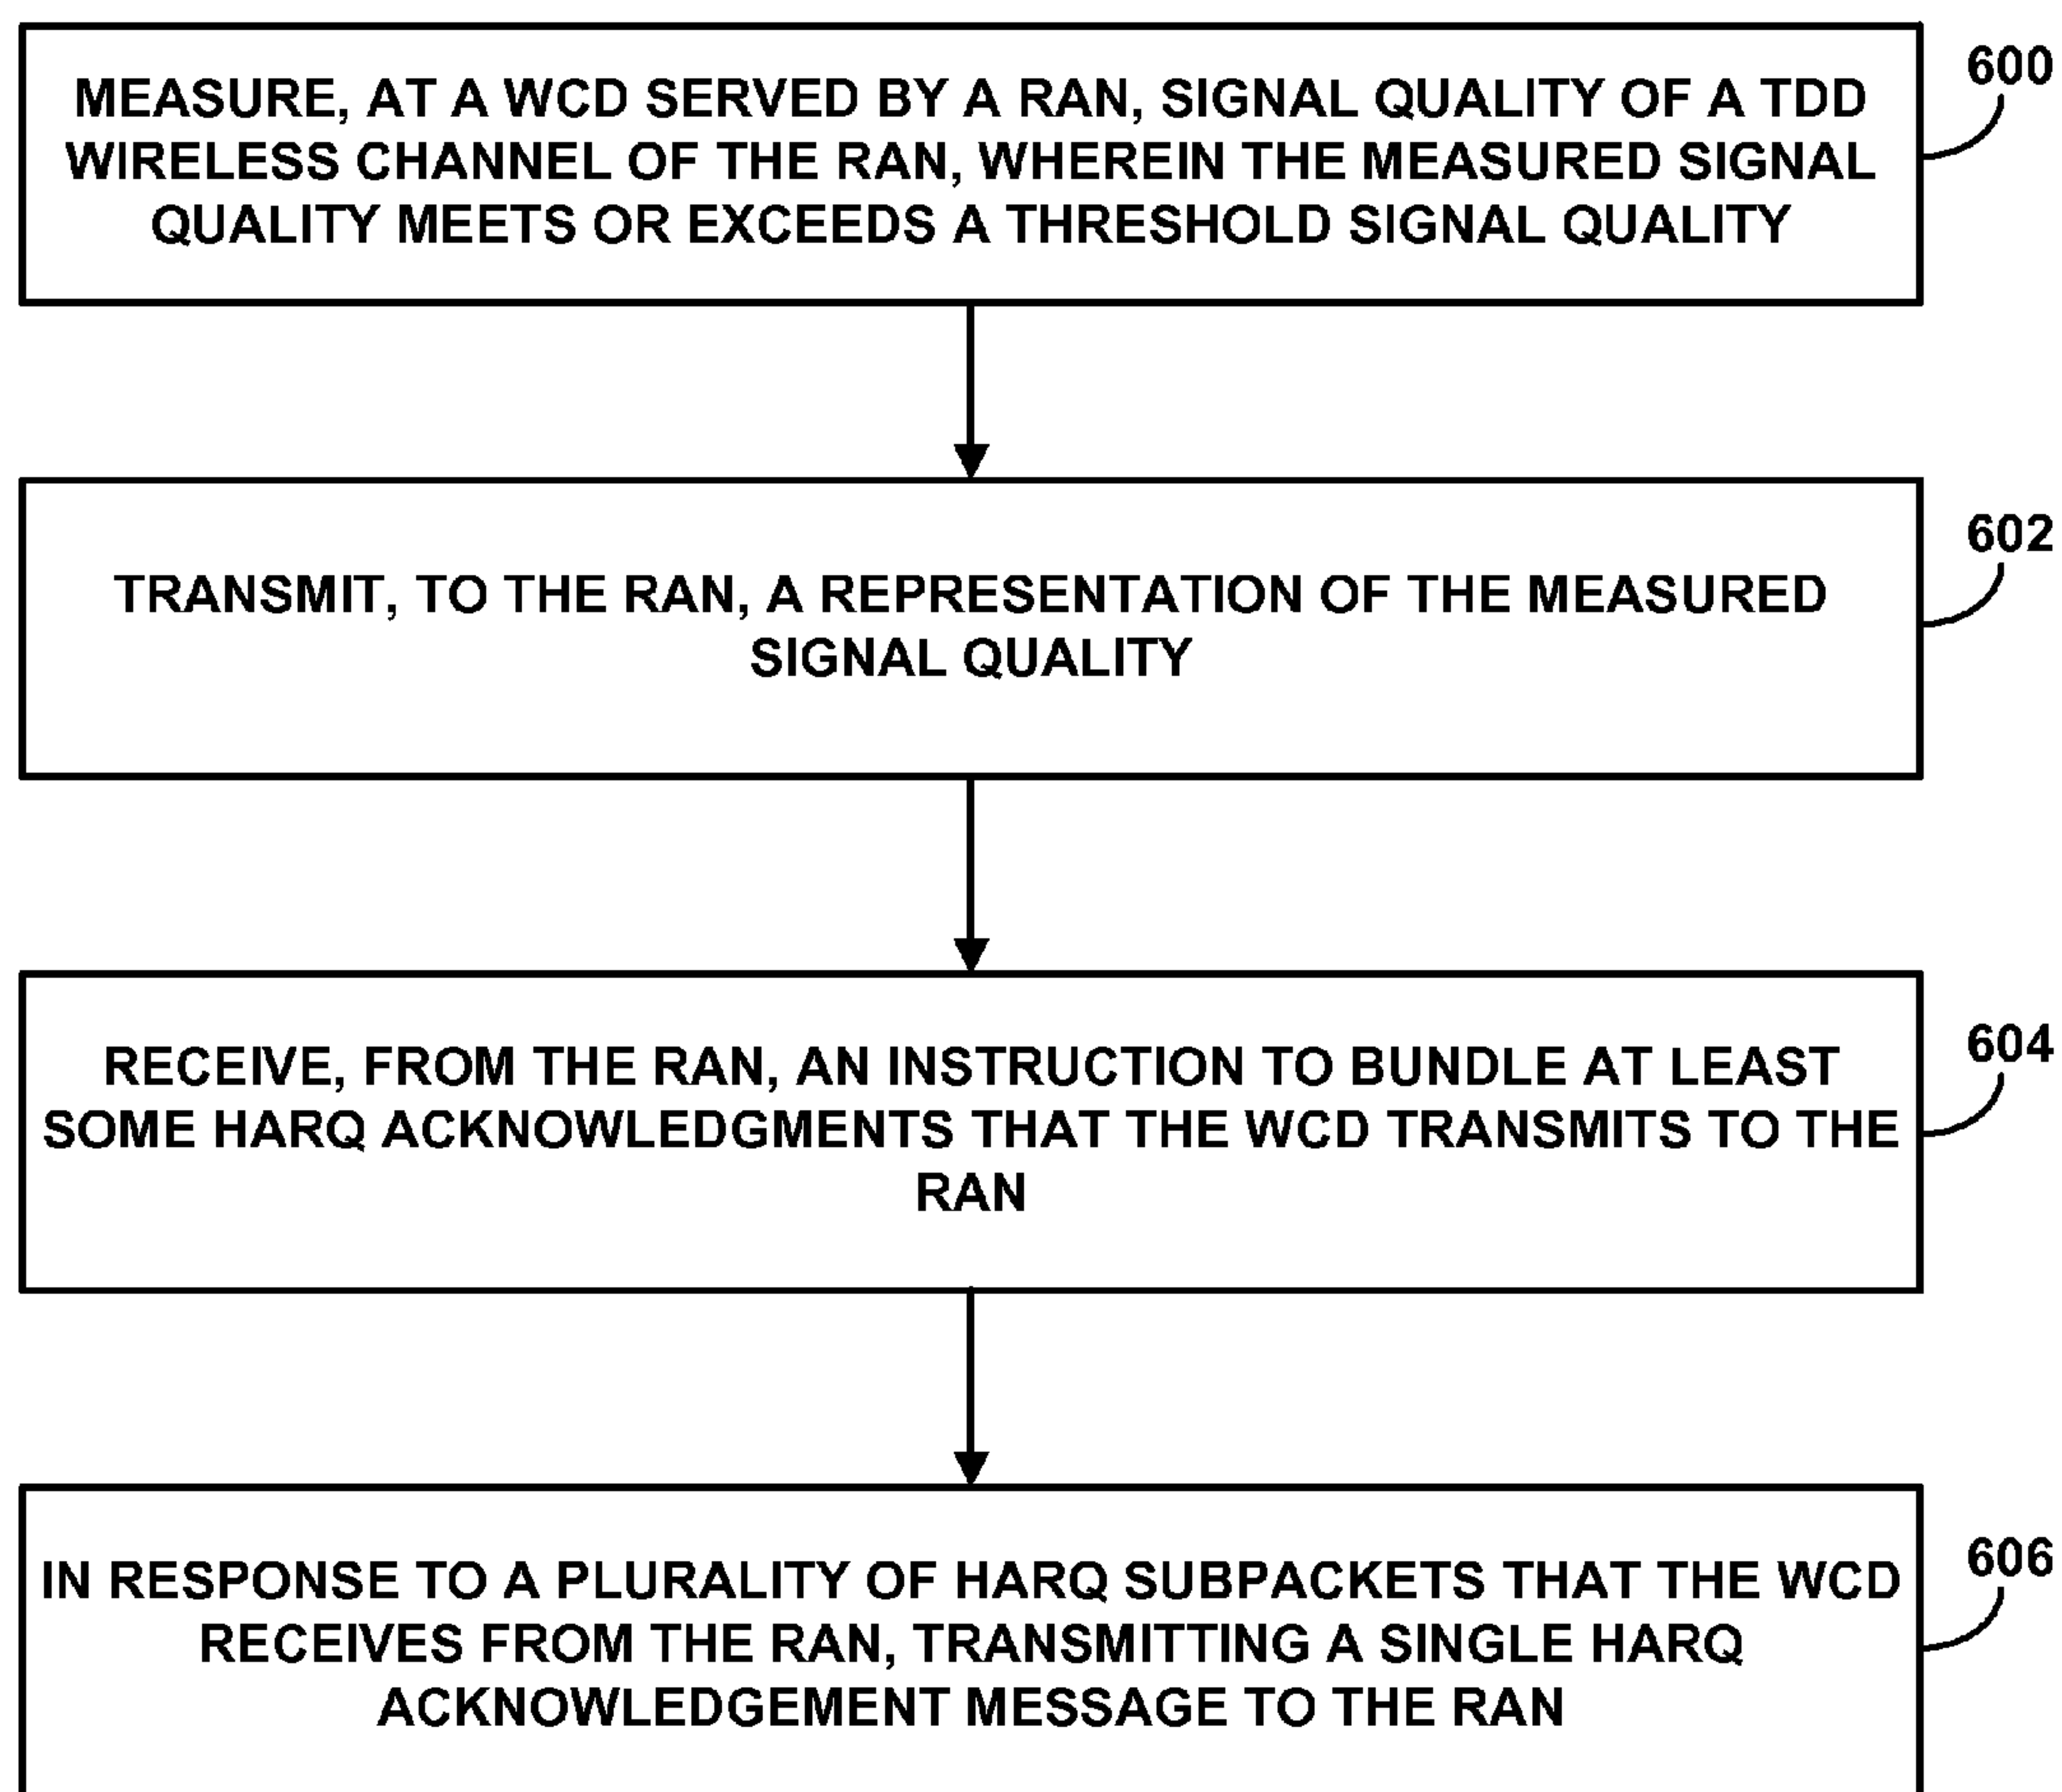 MEASURE, AT A WCD SERVED BY A RAN, SIGNAL QUALITY OF A TDD
WIRELESS CHANNEL OF THE RAN, WHEREIN THE MEASURED SIGNAL
QUALITY MEETS OR EXCEEDS A THRESHOLD SIGNAL QUALITY
600
TRANSMIT, TO THE RAN, A REPRESENTATION OF THE MEASURED
SIGNAL QUALITY
602
RECEIVE, FROM THE RAN, AN INSTRUCTION TO BUNDLE AT LEAST
SOME HARQ ACKNOWLEDGMENTS THAT THE WCD TRANSMITS TO THE
RAN
604
IN RESPONSE TO A PLURALITY OF HARQ SUBPACKETS THAT THE WCD
RECEIVES FROM THE RAN, TRANSMITTING A SINGLE HARQ
ACKNOWLEDGEMENT MESSAGE TO THE RAN
606